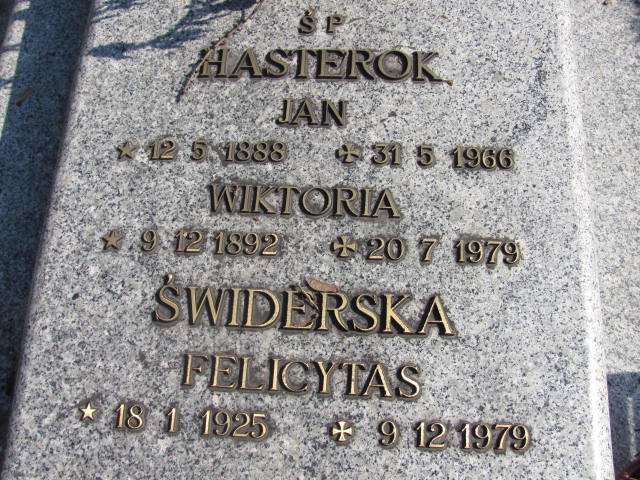 Ś P
HASTEROK
JAN
★ 12 5 1888 ✠ 31 5 1966
WIKTORIA
★ 9 12 1892 ✠ 20 7 1979
ŚWIDERSKA
FELICYTAS
★ 18 1 1925 ✠ 9 12 1979